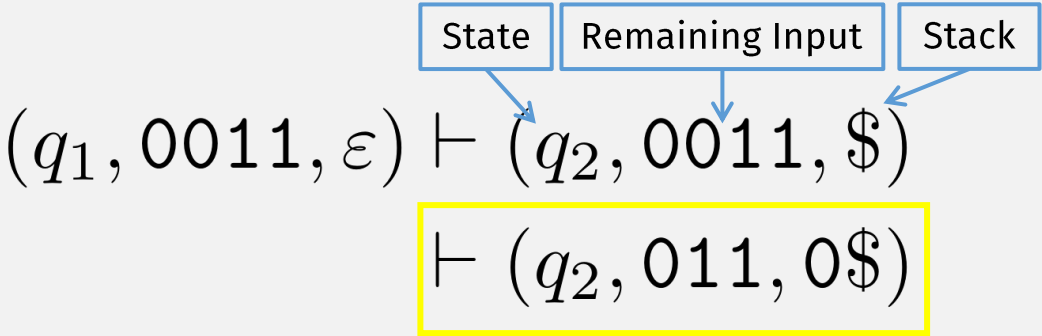 State Remaining Input Stack
(q₁, 0011, ε) ⊢ (q₂, 0011, $)
⊢ (q₂, 011, 0$)